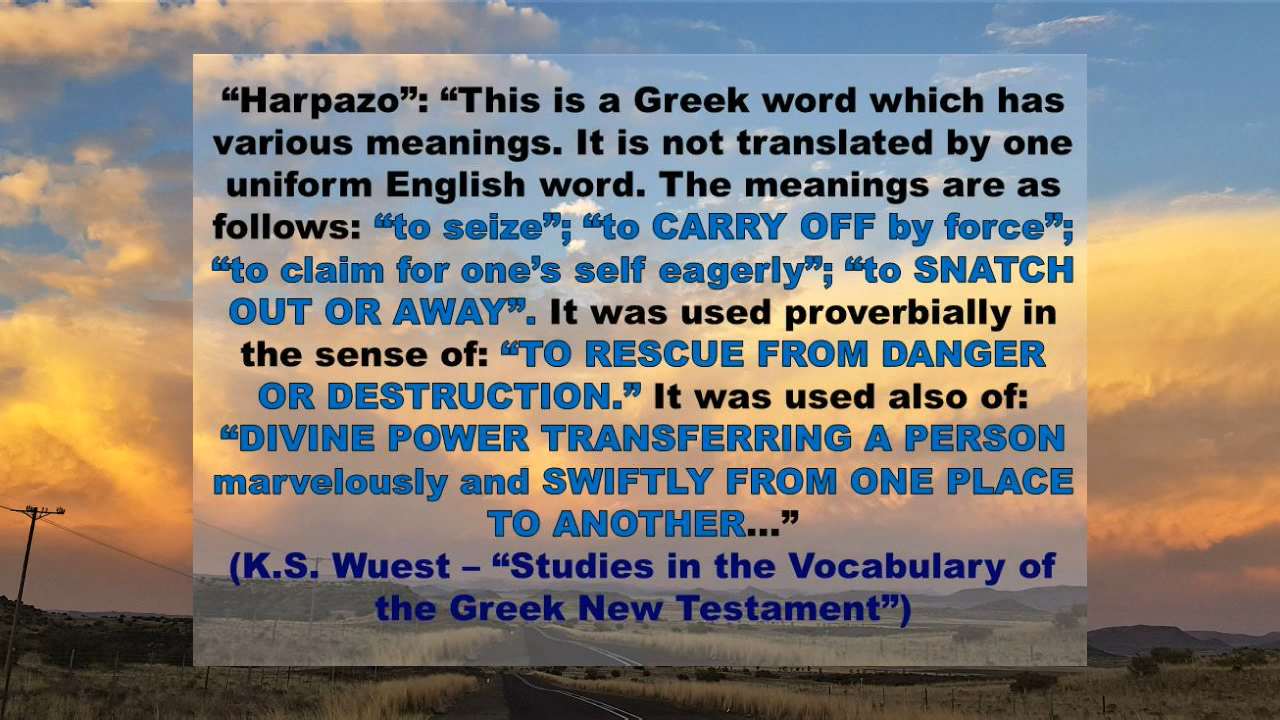 “Harpazo”: “This is a Greek word which has
various meanings. It is not translated by one
uniform English word. The meanings are as
follows: “to seize”; “to CARRY OFF by force”;
“to claim for one’s self eagerly”; “to SNATCH
OUT OR AWAY”. It was used proverbially in
the sense of: “TO RESCUE FROM DANGER
OR DESTRUCTION.” It was used also of:
“DIVINE POWER TRANSFERRING A PERSON
marvelously and SWIFTLY FROM ONE PLACE
TO ANOTHER…”
(K.S. Wuest – “Studies in the Vocabulary of
the Greek New Testament”)